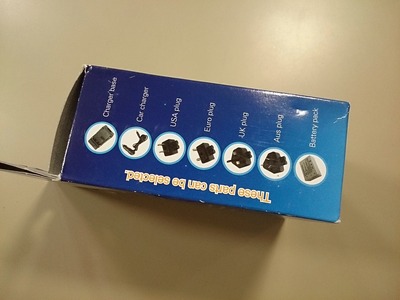 These parts can be selected.
Battery pack
Aus plug
UK plug
Euro plug
USA plug
Car charger
Charger base